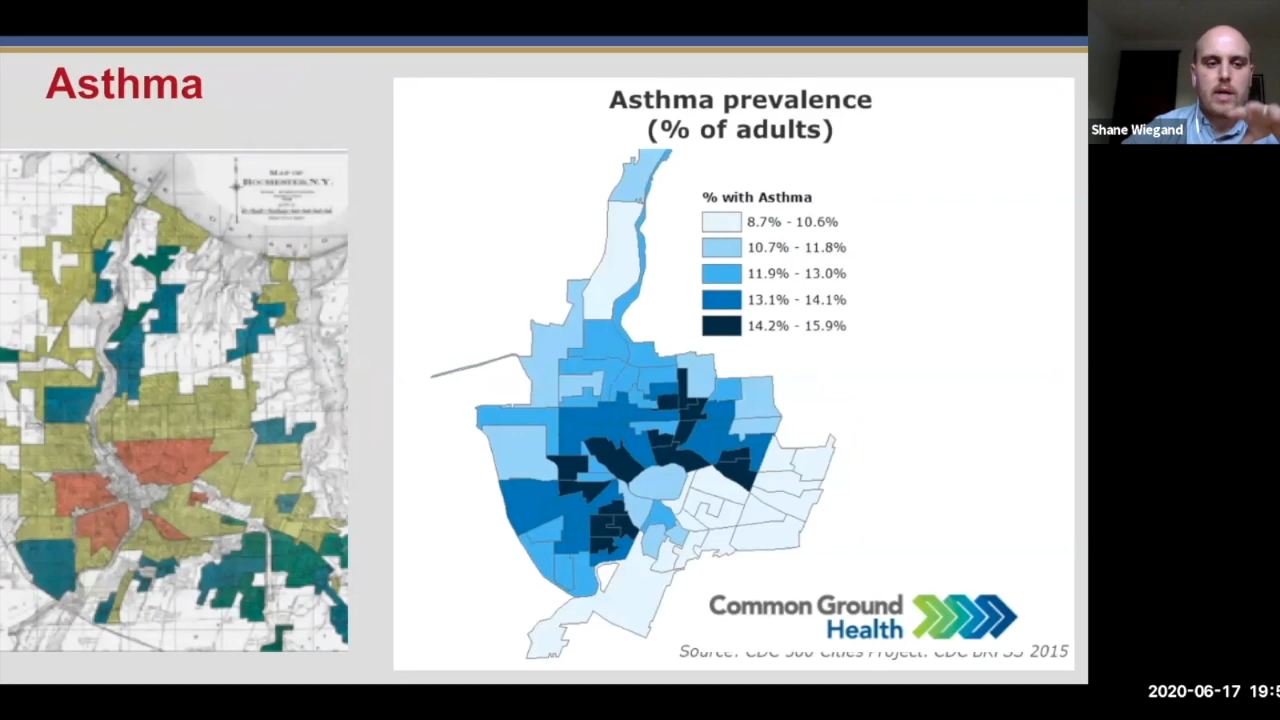 Asthma
MAP OF
ROCHESTER, N.Y.
Asthma prevalence
(% of adults)
% with Asthma
8.7% - 10.6%
10.7% - 11.8%
11.9% - 13.0%
13.1% - 14.1%
14.2% - 15.9%
Common Ground
Health
Source: CDC 500 Cities Project. CDC BRFSS 2015
Shane Wiegand
2020-06-17 19:5